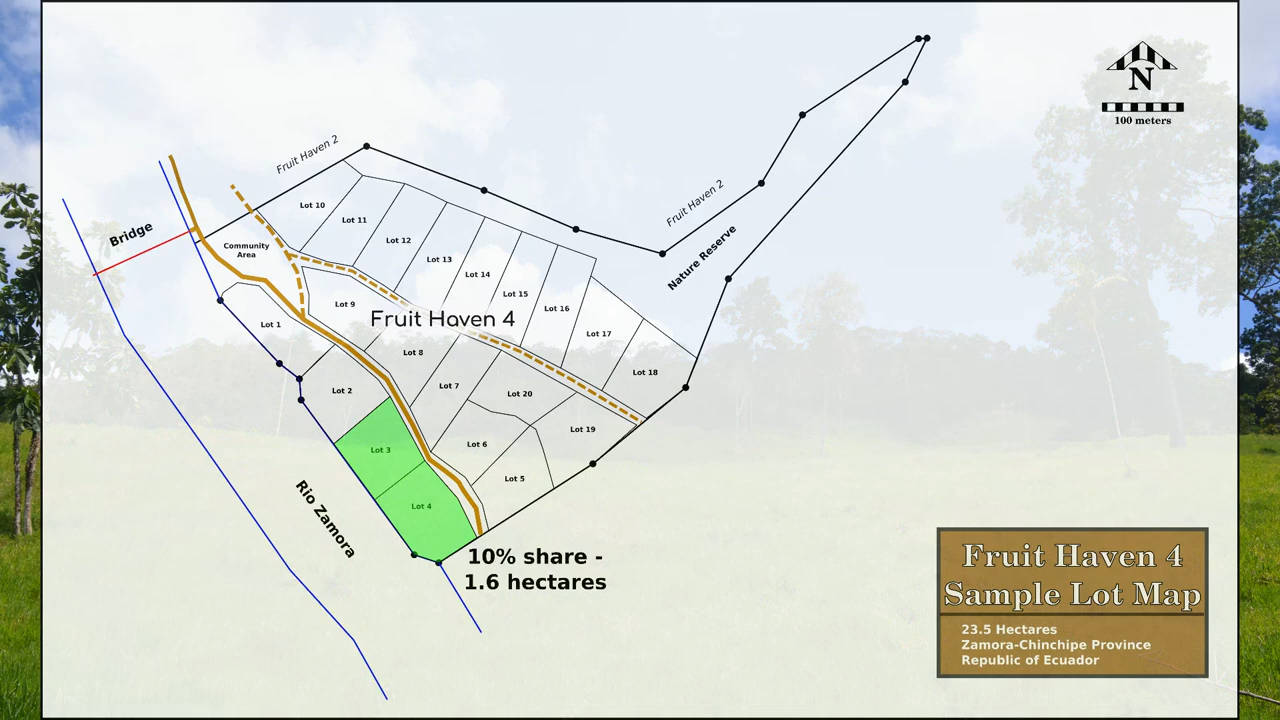 N
100 meters
Fruit Haven 2
Fruit Haven 2
Nature Reserve
Bridge
Community
Area
Lot 10
Lot 11
Lot 12
Lot 13
Lot 14
Lot 15
Lot 16
Lot 17
Lot 18
Lot 9
Fruit Haven 4
Lot 1
Lot 8
Lot 2
Lot 7
Lot 20
Lot 19
Lot 3
Lot 6
Lot 5
Lot 4
Rio Zamora
10% share -
1.6 hectares
Fruit Haven 4
Sample Lot Map
23.5 Hectares
Zamora-Chinchipe Province
Republic of Ecuador